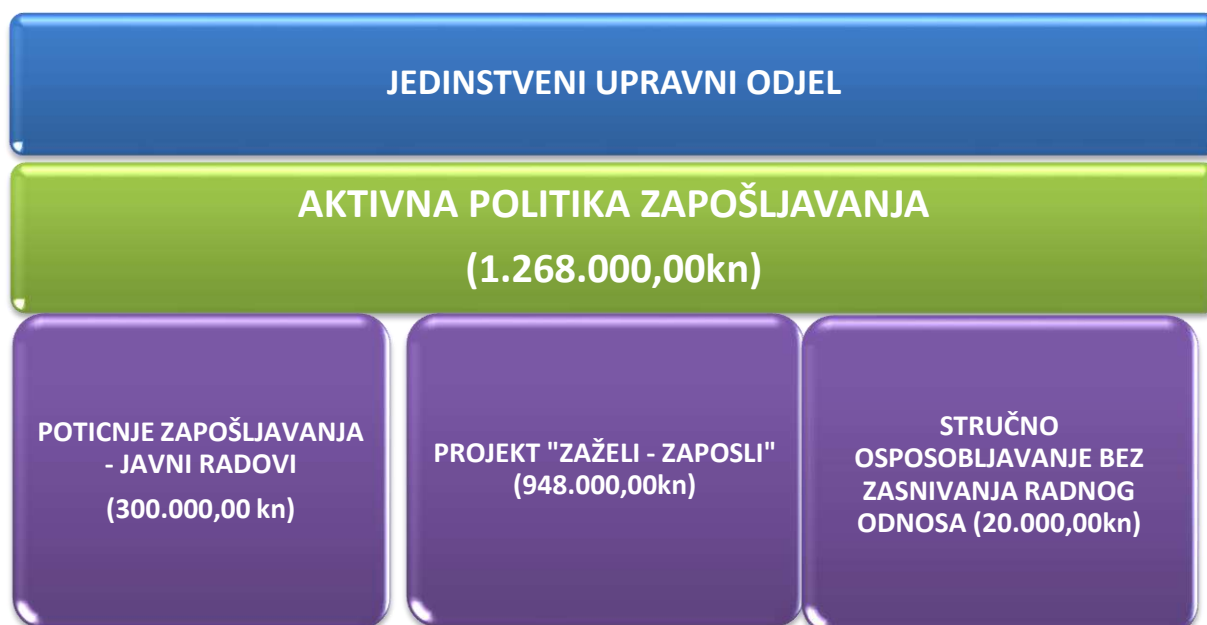 JEDINSTVENI UPRAVNI ODJEL
AKTIVNA POLITIKA ZAPOŠLJAVANJA
(1.268.000,00kn)
POTICNJE ZAPOŠLJAVANJA
- JAVNI RADOVI
(300.000,00 kn)
PROJEKT "ZAŽELI - ZAPOSLI"
(948.000,00kn)
STRUČNO
OSPOSOBLJAVANJE BEZ
ZASNIVANJA RADNOG
ODNOSA (20.000,00kn)